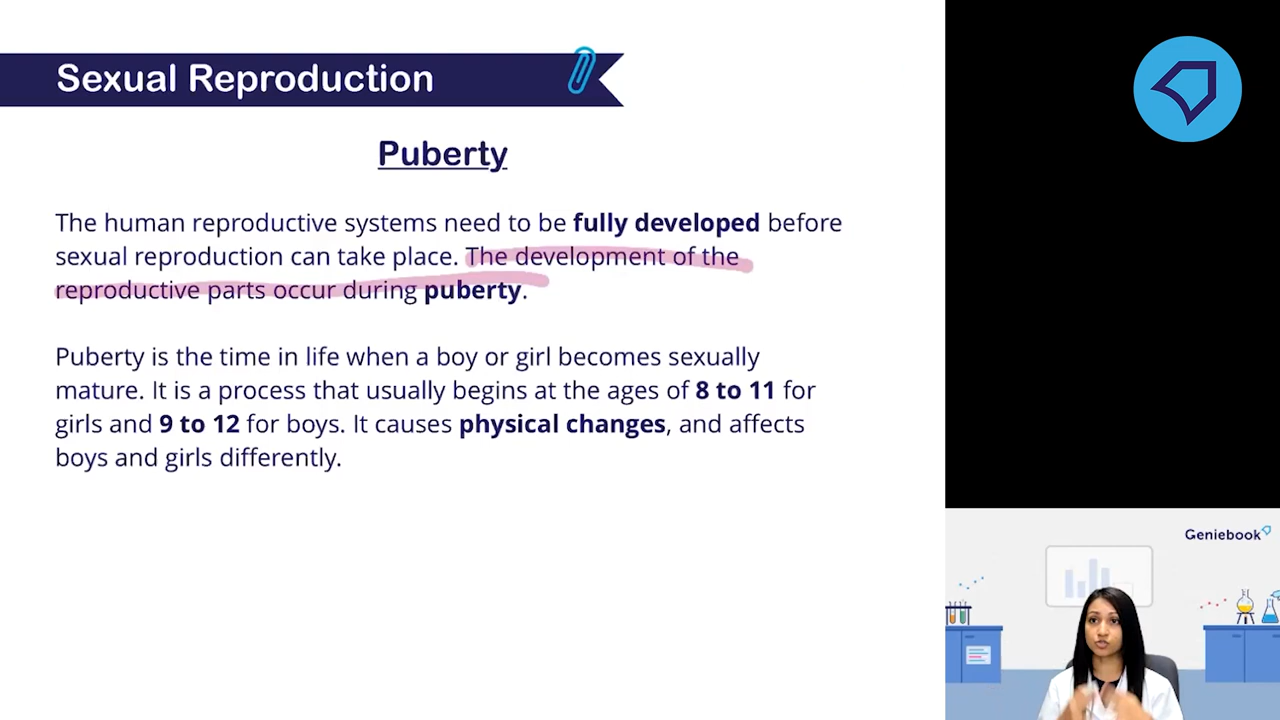 Sexual Reproduction
Puberty
The human reproductive systems need to be fully developed before
sexual reproduction can take place. The development of the
reproductive parts occur during puberty.
Puberty is the time in life when a boy or girl becomes sexually
mature. It is a process that usually begins at the ages of 8 to 11 for
girls and 9 to 12 for boys. It causes physical changes, and affects
boys and girls differently.
Geniebook